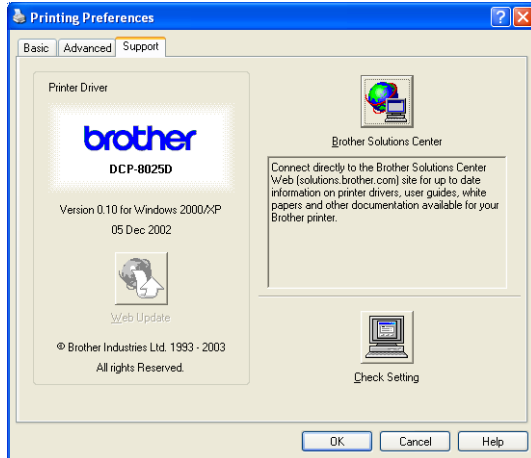 Printing Preferences
Basic
Advanced
Support
Printer Driver
brother
DCP-8025D
Version 0.10 for Windows 2000/XP
05 Dec 2002
Web Update
© Brother Industries Ltd. 1993 - 2003
All rights Reserved.
Brother Solutions Center
Connect directly to the Brother Solutions Center
Web (solutions.brother.com) site for up to date
information on printer drivers, user guides, white
papers and other documentation available for your
Brother printer.
Check Setting
OK
Cancel
Help